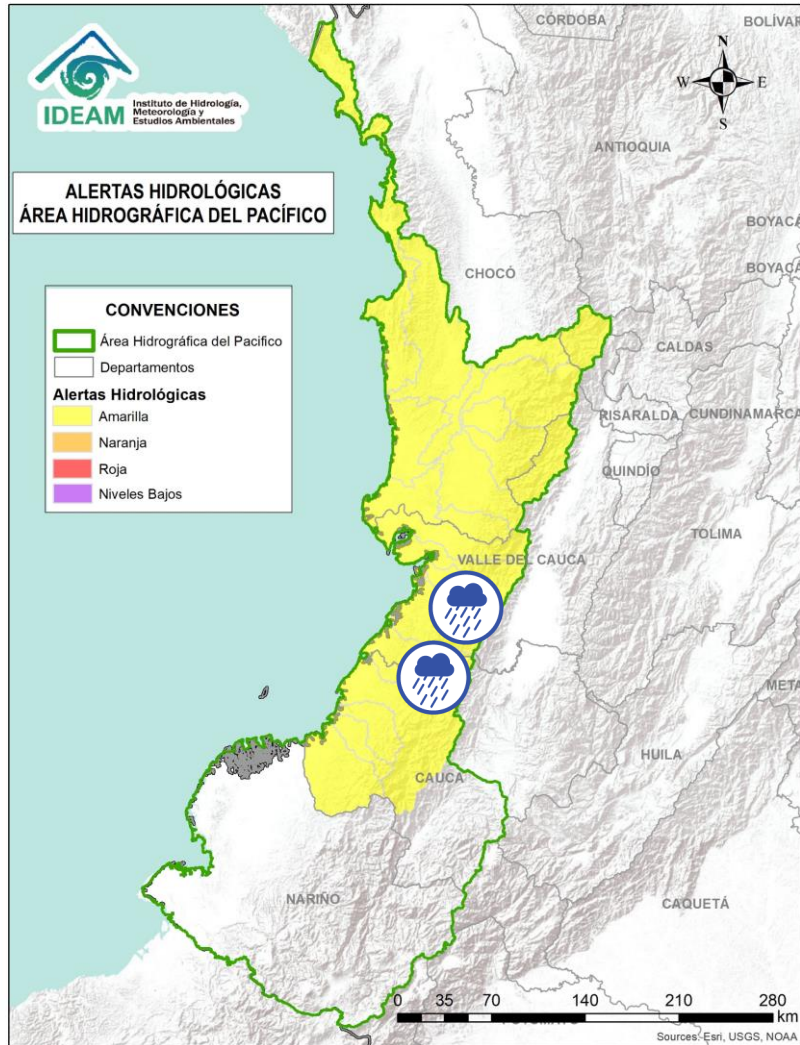 IDEAM
Instituto de Hidrología,
Meteorología y
Estudios Ambientales
CÓRDOBA
BOLÍVAR
N
W
E
S
ANTIOQUIA
ALERTAS HIDROLÓGICAS
ÁREA HIDROGRÁFICA DEL PACÍFICO
BOYACÁ
CHOCÓ
BOYACÁ
CONVENCIONES
Área Hidrográfica del Pacifico
Departamentos
Alertas Hidrológicas
Amarilla
Naranja
Roja
Niveles Bajos
CALDAS
RISARALDA
CUNDINAMARCA
QUINDÍO
TOLIMA
VALLE DEL CAUCA
META
HUILA
CAUCA
NARIÑO
CAQUETÁ
0 35 70 140 210 280
km
Sources: Esri, USGS, NOAA